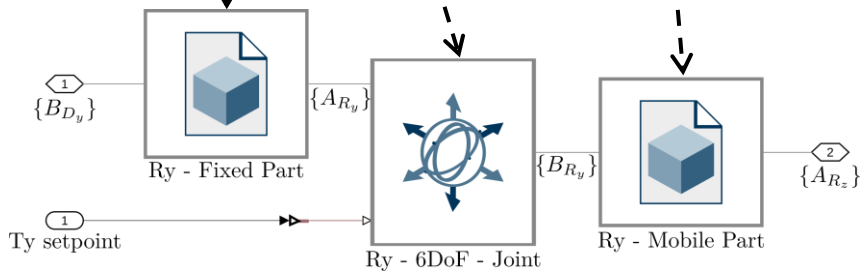 1
{B_{D_y}}
Ry - Fixed Part
{A_{R_y}}
1
Ty setpoint
Ry - 6DoF - Joint
{B_{R_y}}
Ry - Mobile Part
2
{A_{R_z}}